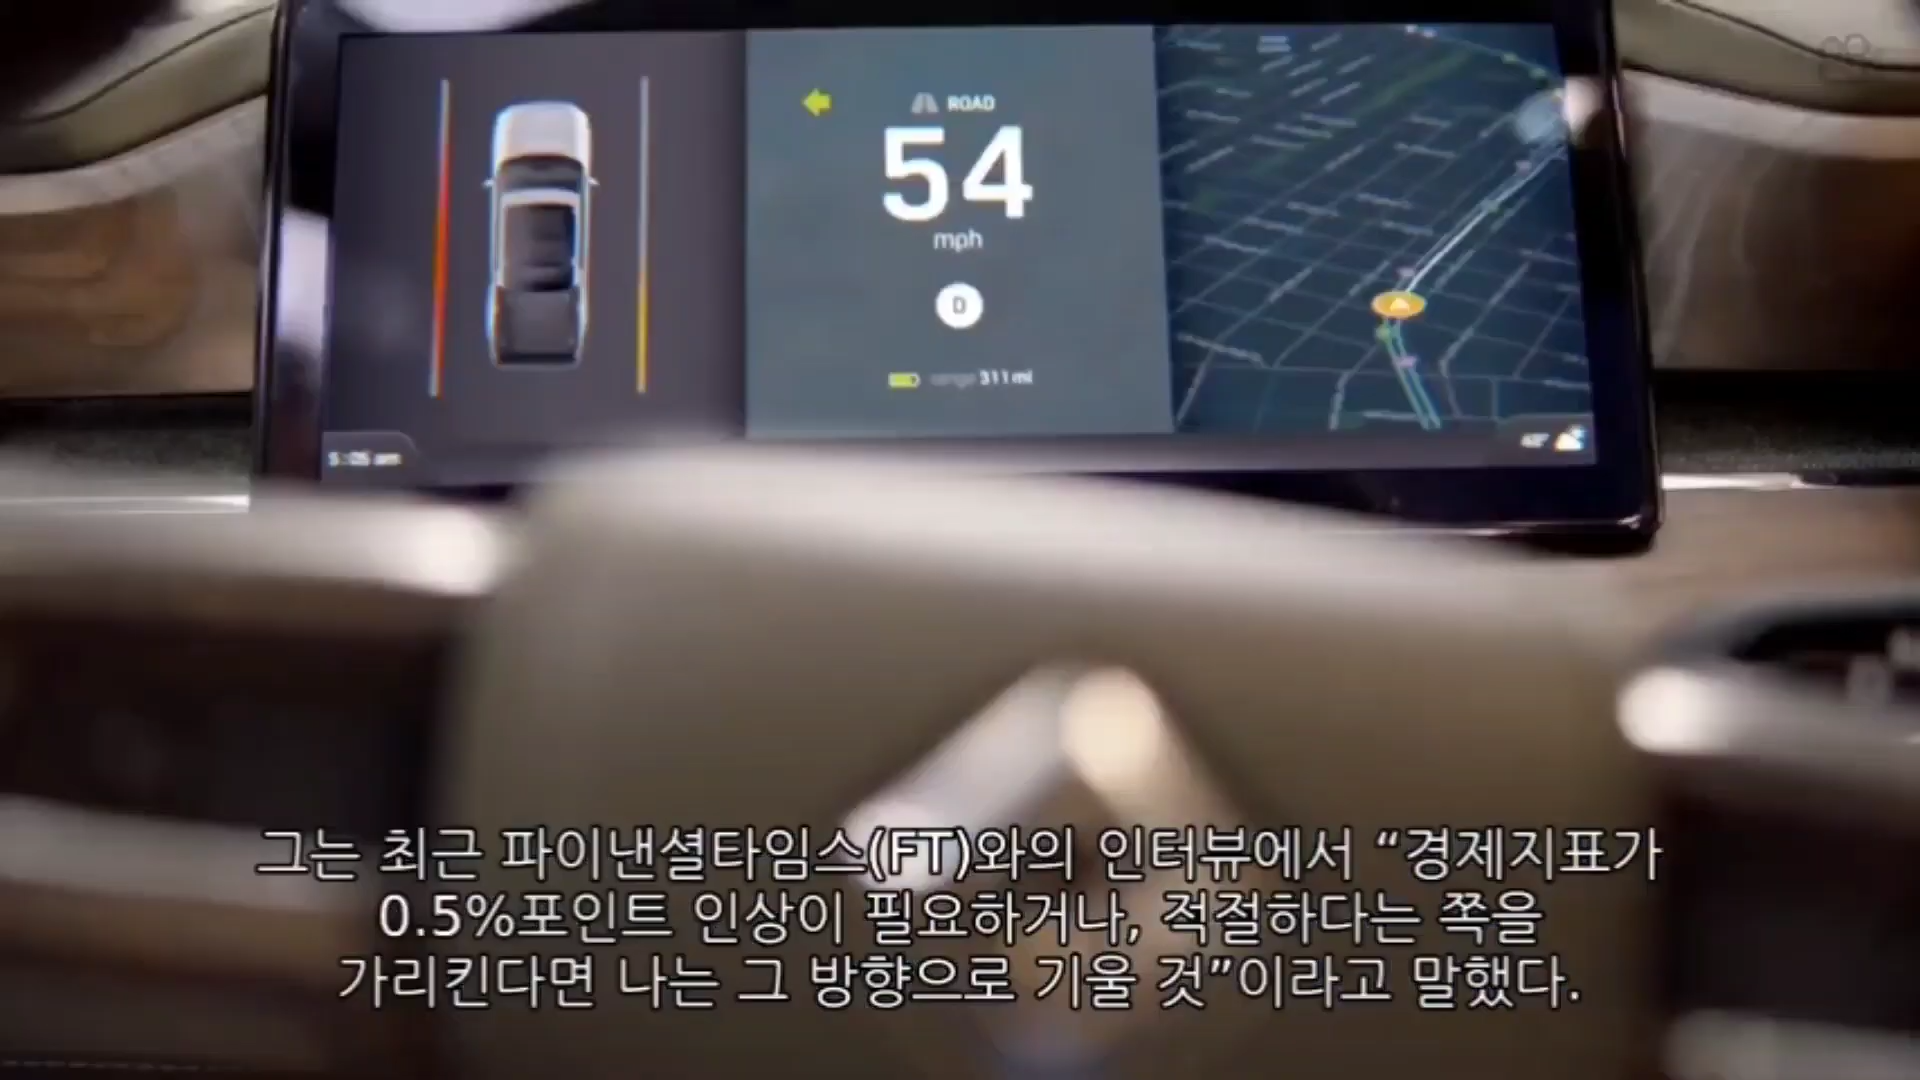 ROAD
54
mph
D
range 311 mi
5:05 am
그는 최근 파이낸셜타임스(FT)와의 인터뷰에서 “경제지표가
0.5%포인트 인상이 필요하거나, 적절하다는 쪽을
가리킨다면 나는 그 방향으로 기울 것”이라고 말했다.